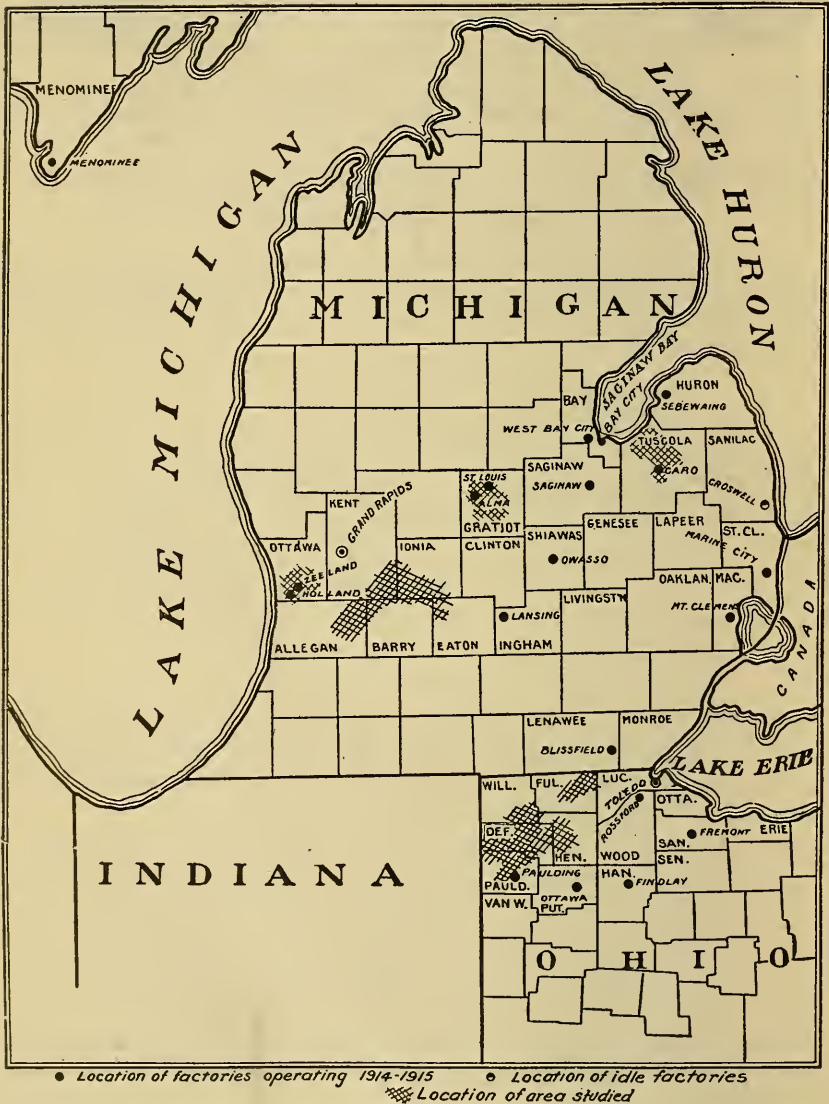 MENOMINEE
MENOMINEE
LAKE MICHIGAN
LAKE HURON
MICHIGAN
SAGINAW BAY
BAY CITY
BAY
HURON
SEBEWAING
WEST BAY CITY
TUSCOLA
SANILAC
CARO
SAGINAW
SAGINAW
CROSWELL
ST. LOUIS
ALMA
GRATIOT
KENT
GRAND RAPIDS
OTTAWA
ZEELAND
HOLLAND
IONIA
CLINTON
SHIAWAS
OWASSO
GENESEE
LAPEER
ST. CL.
MARINE CITY
OAKLAN.
MAC.
MT. CLEMENS
LIVINGST'N
LANSING
ALLEGAN
BARRY
EATON
INGHAM
CANADA
LENAWEE
MONROE
BLISSFIELD
LAKE ERIE
WILL.
FUL.
LUC.
TOLEDO
ROSSFORD
OTTA.
DEF.
HEN.
WOOD
FREMONT
ERIE
SAN.
SEN.
PAULDING
PAULD.
HAN.
FINDLAY
VAN W.
OTTAWA
PUT.
INDIANA
OHIO
Location of factories operating 1914-1915
Location of idle factories
Location of area studied